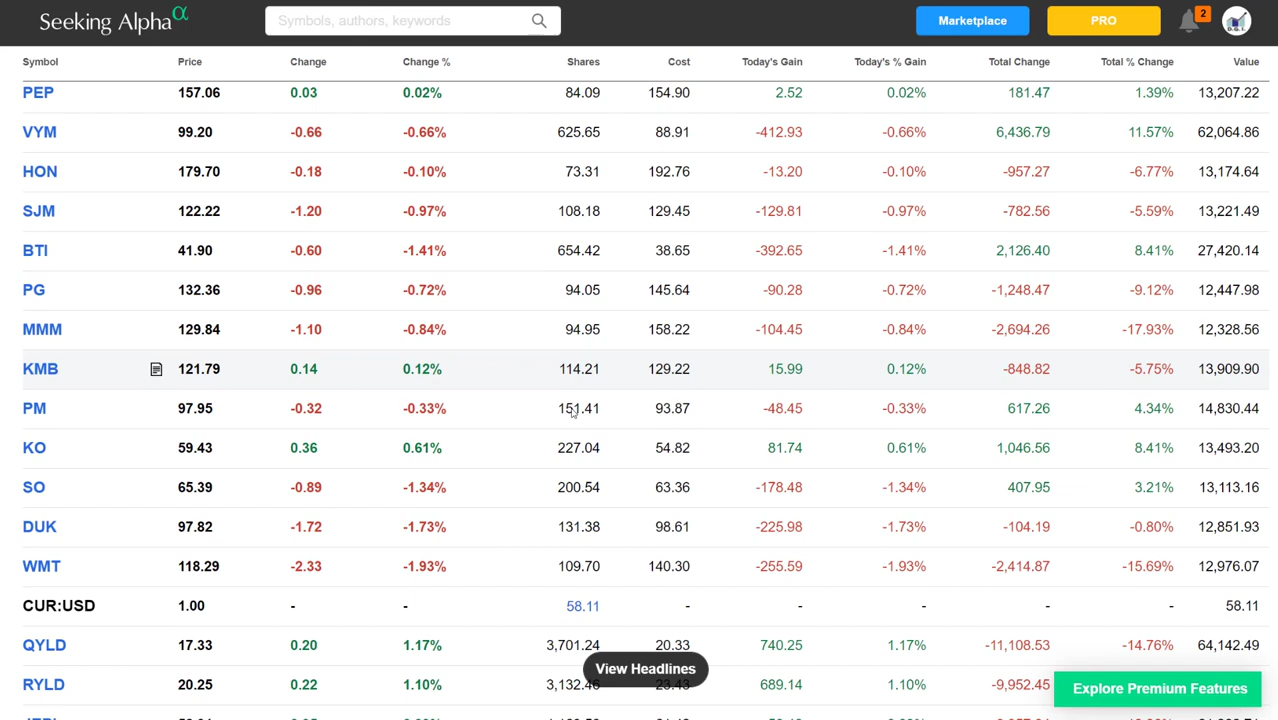 Seeking Alpha α Symbols, authors, keywords Marketplace PRO 2
Symbol Price Change Change % Shares Cost Today's Gain Today's % Gain Total Change Total % Change Value
PEP 157.06 0.03 0.02% 84.09 154.90 2.52 0.02% 181.47 1.39% 13,207.22
VYM 99.20 -0.66 -0.66% 625.65 88.91 -412.93 -0.66% 6,436.79 11.57% 62,064.86
HON 179.70 -0.18 -0.10% 73.31 192.76 -13.20 -0.10% -957.27 -6.77% 13,174.64
SJM 122.22 -1.20 -0.97% 108.18 129.45 -129.81 -0.97% -782.56 -5.59% 13,221.49
BTI 41.90 -0.60 -1.41% 654.42 38.65 -392.65 -1.41% 2,126.40 8.41% 27,420.14
PG 132.36 -0.96 -0.72% 94.05 145.64 -90.28 -0.72% -1,248.47 -9.12% 12,447.98
MMM 129.84 -1.10 -0.84% 94.95 158.22 -104.45 -0.84% -2,694.26 -17.93% 12,328.56
KMB 121.79 0.14 0.12% 114.21 129.22 15.99 0.12% -848.82 -5.75% 13,909.90
PM 97.95 -0.32 -0.33% 151.41 93.87 -48.45 -0.33% 617.26 4.34% 14,830.44
KO 59.43 0.36 0.61% 227.04 54.82 81.74 0.61% 1,046.56 8.41% 13,493.20
SO 65.39 -0.89 -1.34% 200.54 63.36 -178.48 -1.34% 407.95 3.21% 13,113.16
DUK 97.82 -1.72 -1.73% 131.38 98.61 -225.98 -1.73% -104.19 -0.80% 12,851.93
WMT 118.29 -2.33 -1.93% 109.70 140.30 -255.59 -1.93% -2,414.87 -15.69% 12,976.07
CUR:USD 1.00 - - 58.11 - - - - - 58.11
QYLD 17.33 0.20 1.17% 3,701.24 20.33 740.25 1.17% -11,108.53 -14.76% 64,142.49
View Headlines
RYLD 20.25 0.22 1.10% 689.14 1.10% -9,952.45
Explore Premium Features